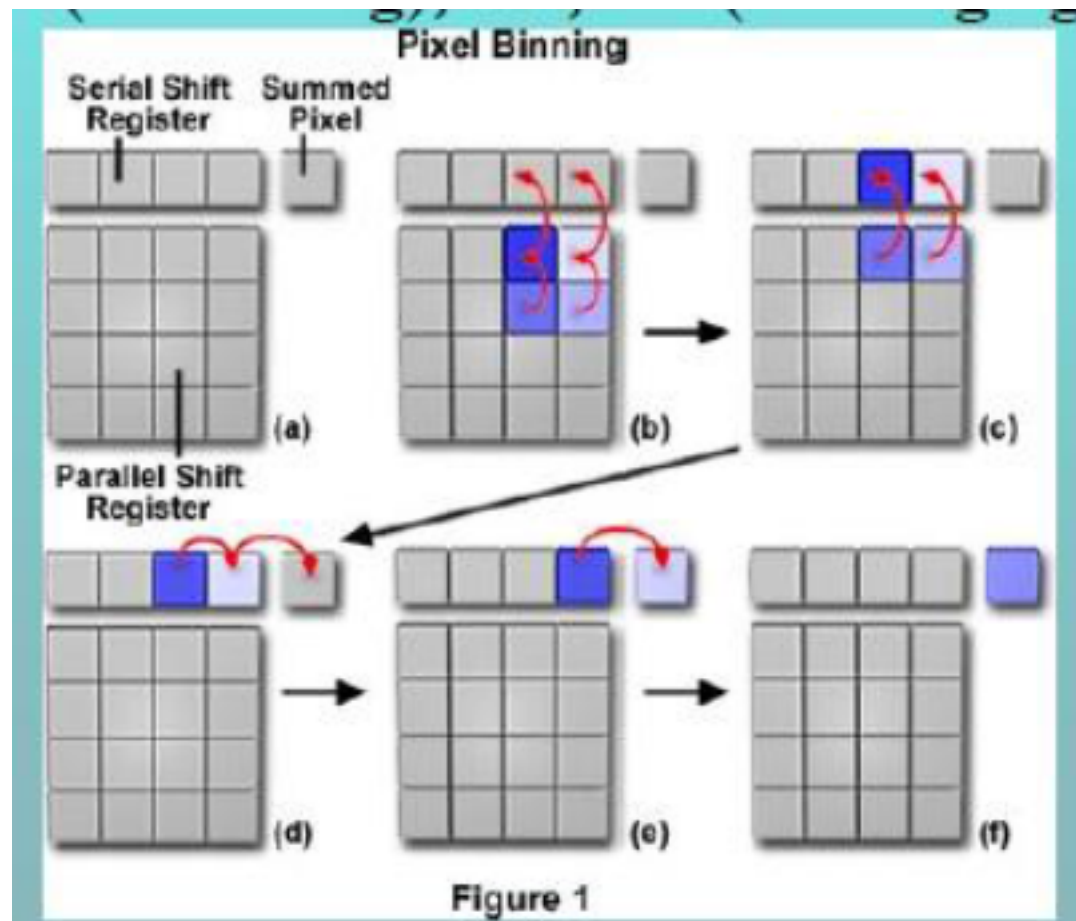 Pixel Binning
Serial Shift
Register
Summed
Pixel
(a)
(b)
(c)
Parallel Shift
Register
(d)
(e)
(f)
Figure 1